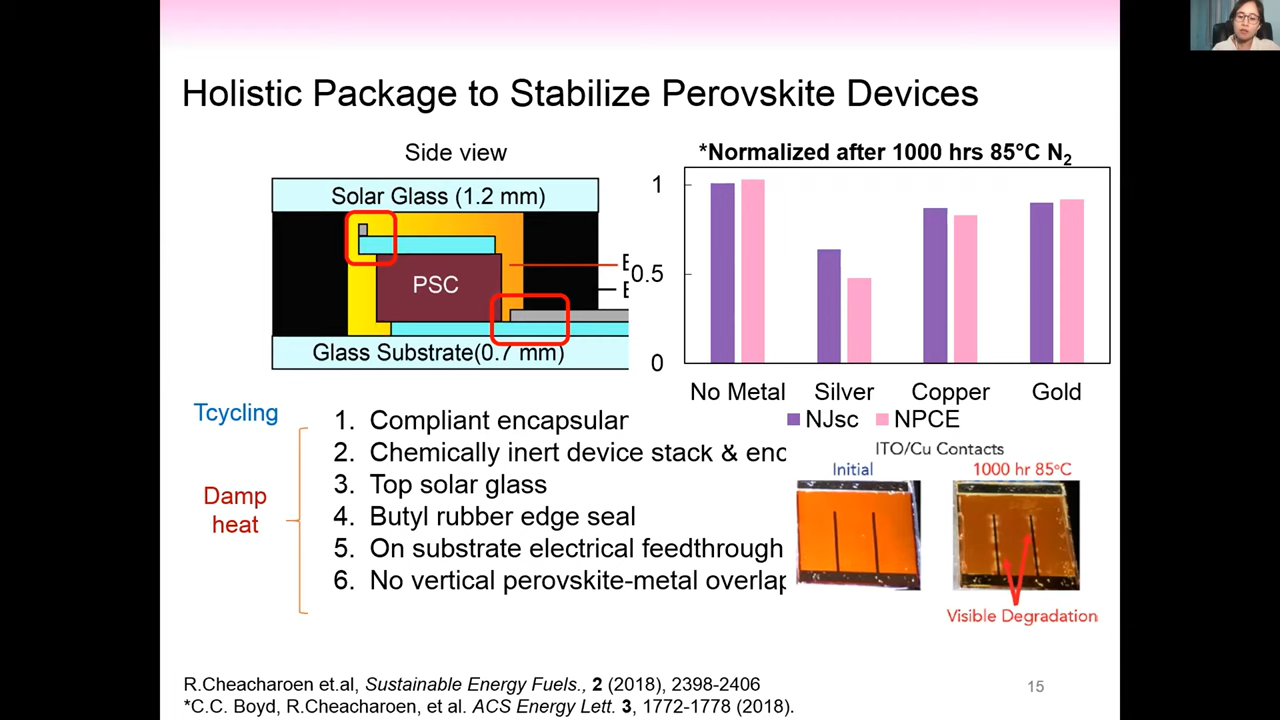 Holistic Package to Stabilize Perovskite Devices
Side view
Solar Glass (1.2 mm)
PSC
E
E
Glass Substrate(0.7 mm)
*Normalized after 1000 hrs 85°C N2
1
0.5
0
No Metal Silver Copper Gold
NJsc NPCE
Tcycling
Damp
heat
1. Compliant encapsular
2. Chemically inert device stack & enc
3. Top solar glass
4. Butyl rubber edge seal
5. On substrate electrical feedthrough
6. No vertical perovskite-metal overlap
ITO/Cu Contacts
Initial 1000 hr 85°C
Visible Degradation
R.Cheacharoen et.al, Sustainable Energy Fuels., 2 (2018), 2398-2406
*C.C. Boyd, R.Cheacharoen, et al. ACS Energy Lett. 3, 1772-1778 (2018).
15